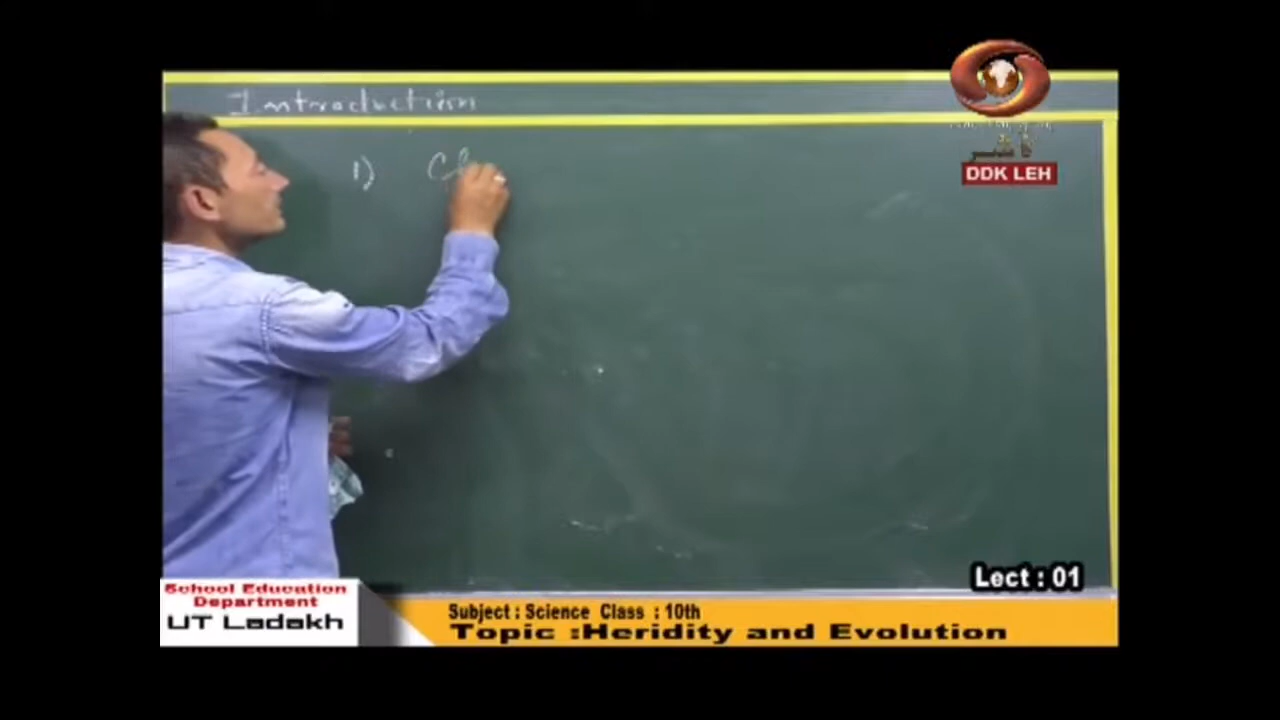 Introduction
1) Ch
DDK LEH
Lect : 01
School Education
Department
UT Ladakh
Subject : Science Class : 10th
Topic :Heridity and Evolution